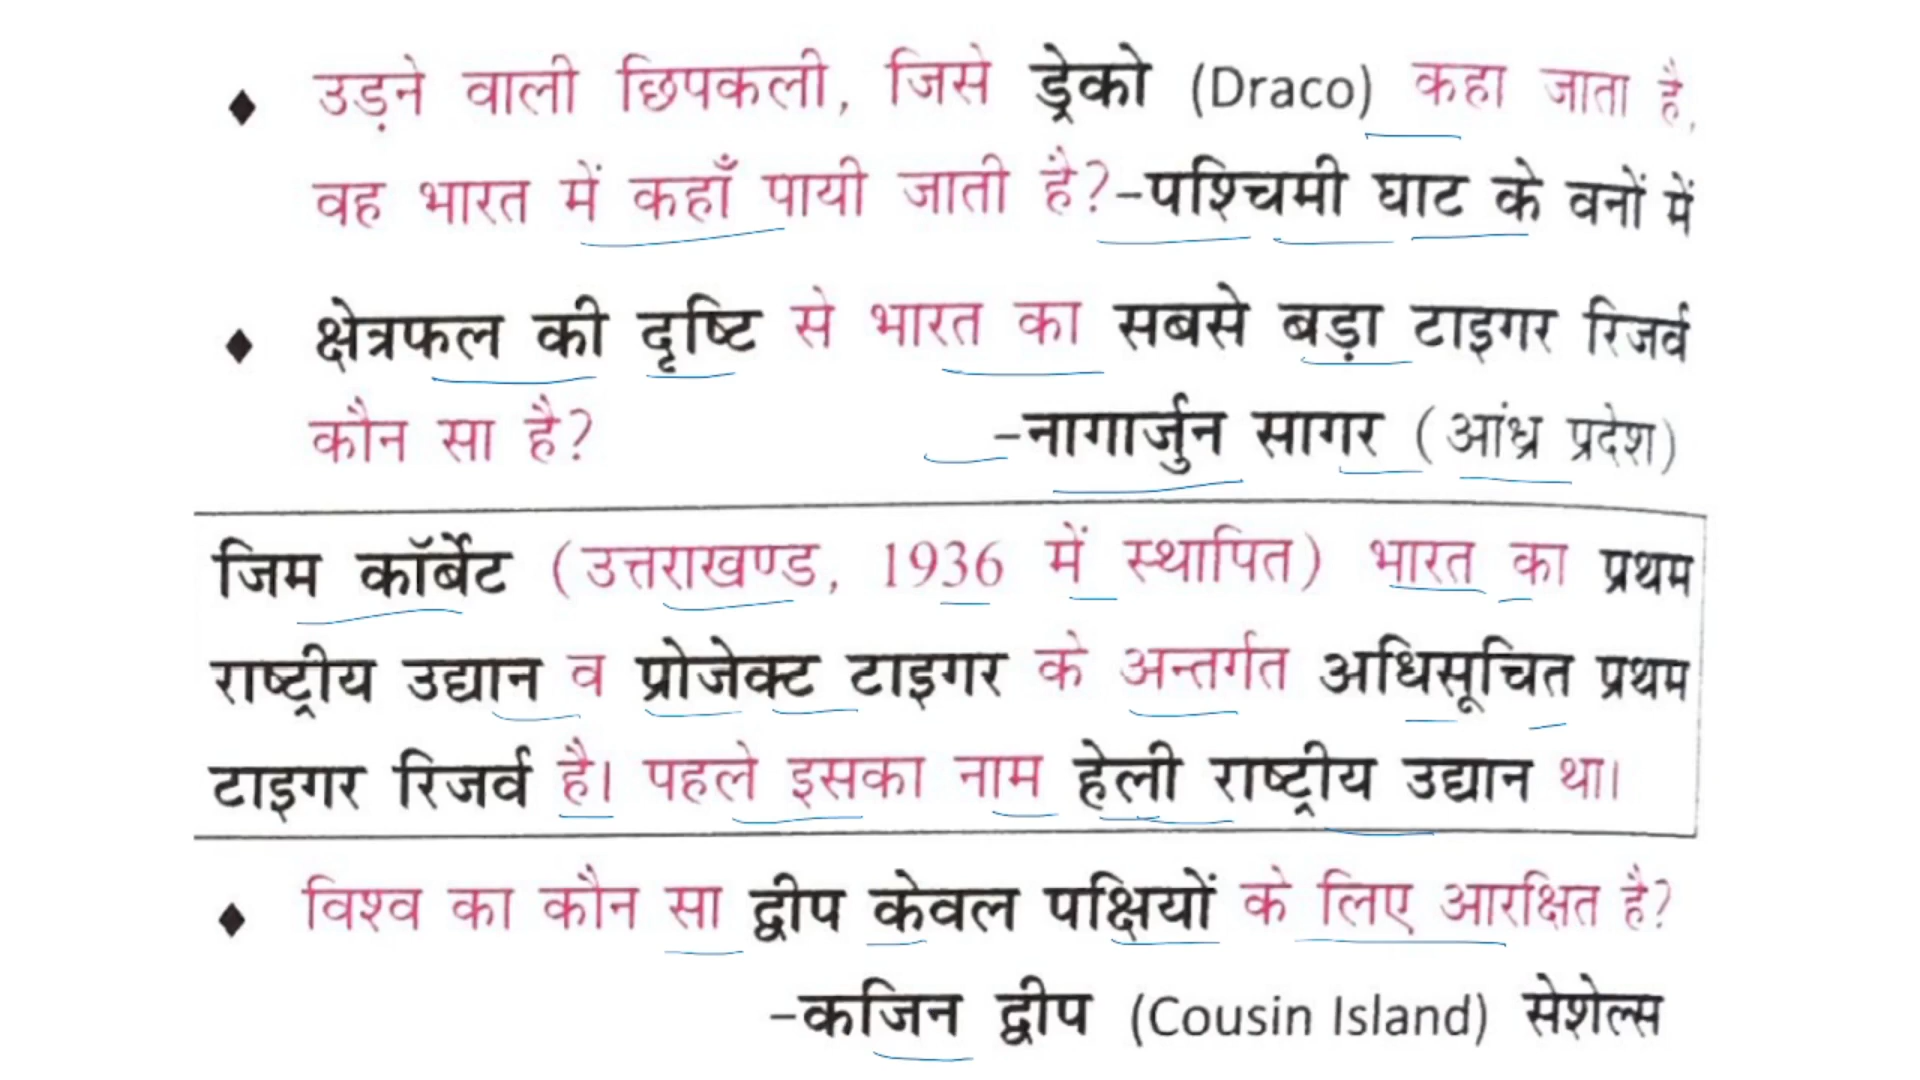 ♦ उड़ने वाली छिपकली, जिसे ड्रेको (Draco) कहा जाता है,
वह भारत में कहाँ पायी जाती है?-पश्चिमी घाट के वनों में
♦ क्षेत्रफल की दृष्टि से भारत का सबसे बड़ा टाइगर रिजर्व
कौन सा है? -नागार्जुन सागर (आंध्र प्रदेश)
जिम कॉर्बेट (उत्तराखण्ड, 1936 में स्थापित) भारत का प्रथम
राष्ट्रीय उद्यान व प्रोजेक्ट टाइगर के अन्तर्गत अधिसूचित प्रथम
टाइगर रिजर्व है। पहले इसका नाम हेली राष्ट्रीय उद्यान था।
♦ विश्व का कौन सा द्वीप केवल पक्षियों के लिए आरक्षित है?
-कजिन द्वीप (Cousin Island) सेशेल्स